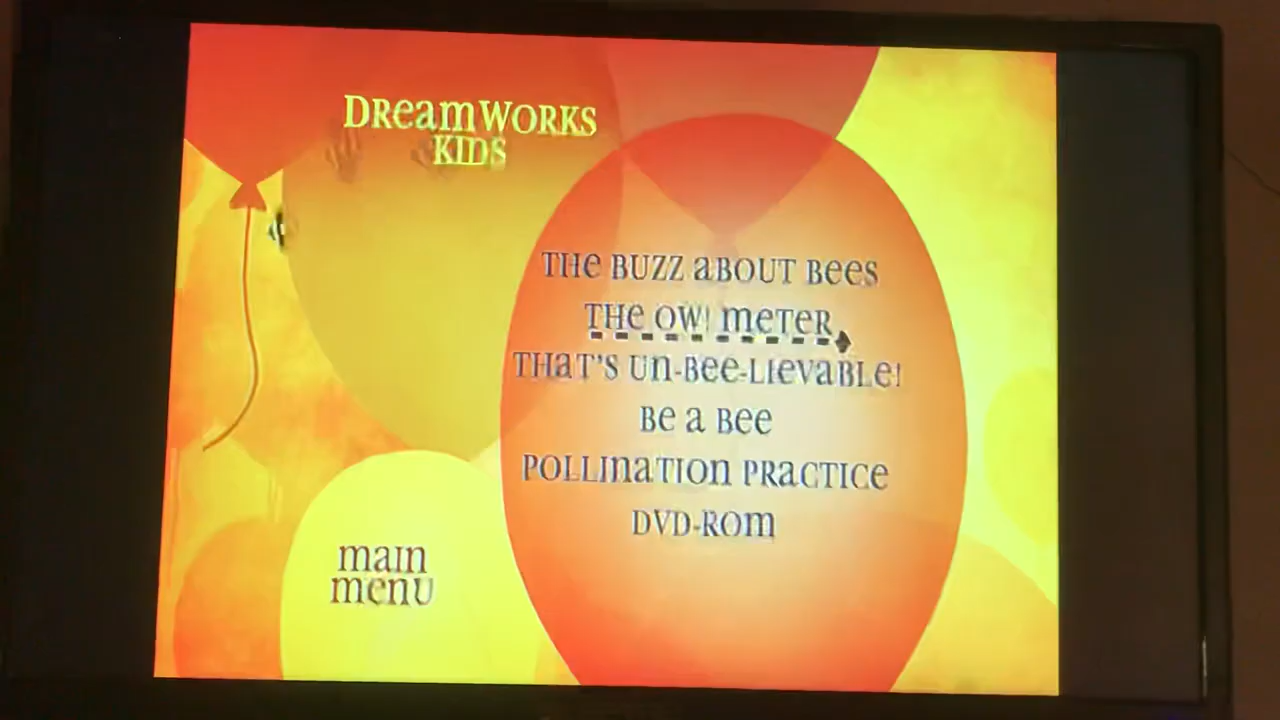 DREAMWORKS
KIDS
THE BUZZ ABOUT BEES
THE OW! METER
THAT'S UN-BEE-LIEVABLE!
BE A BEE
POLLINATION PRACTICE
DVD-ROM
MAIN
MENU